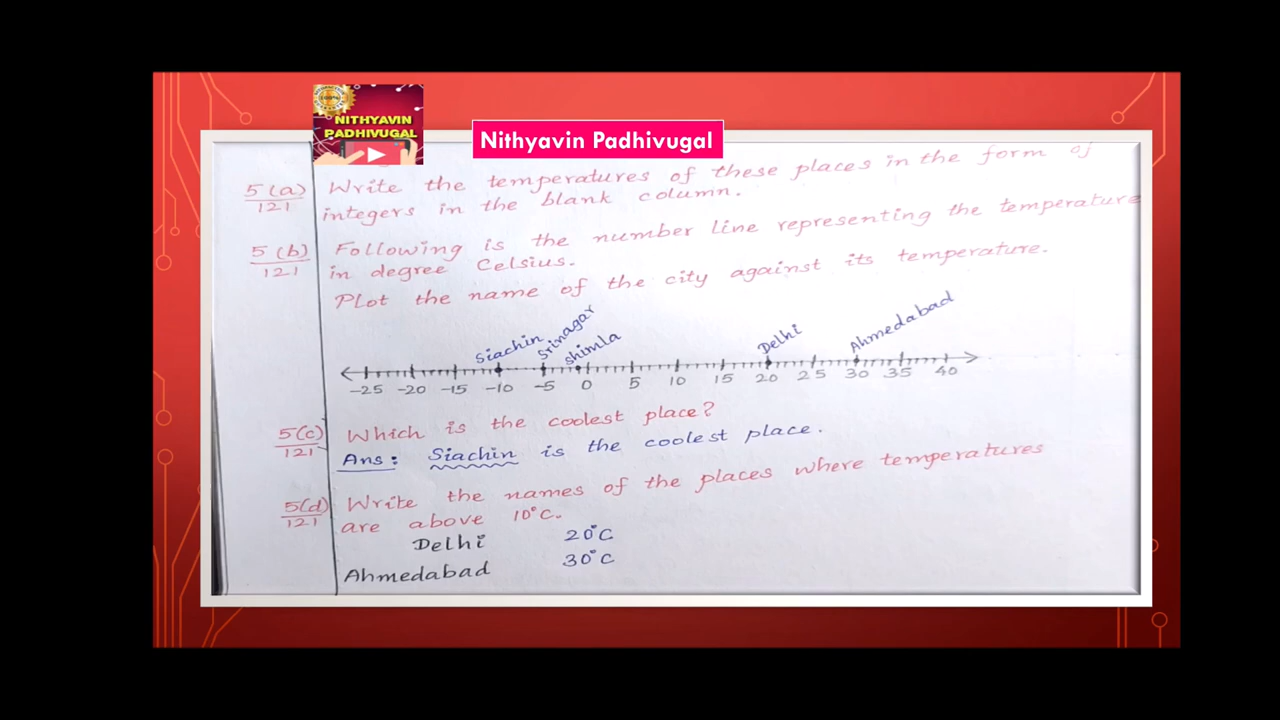 NITHYAVIN
PADHIVUGAL
Nithyavin Padhivugal
5(a)/121 Write the temperatures of these places in the form of
integers in the blank column.
5(b)/121 Following is the number line representing the temperature
in degree Celsius.
Plot the name of the city against its temperature.
Siachin Srinagar Shimla Delhi Ahmedabad
-25 -20 -15 -10 -5 0 5 10 15 20 25 30 35 40
5(c)/121 Which is the coolest place?
Ans: Siachin is the coolest place.
5(d)/121 Write the names of the places where temperatures
are above 10°C.
Delhi 20°C
Ahmedabad 30°C